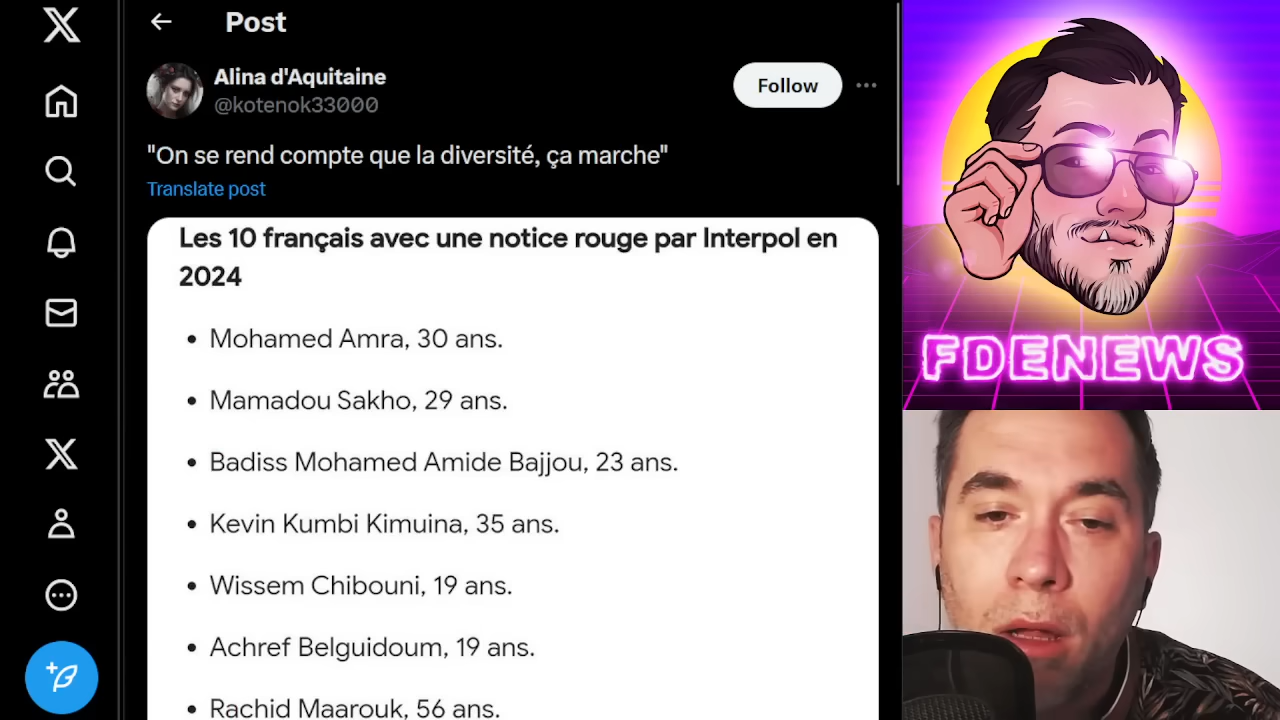 Post
Alina d'Aquitaine
@kotenok33000
Follow
"On se rend compte que la diversité, ça marche"
Translate post
Les 10 français avec une notice rouge par Interpol en
2024
• Mohamed Amra, 30 ans.
• Mamadou Sakho, 29 ans.
• Badiss Mohamed Amide Bajjou, 23 ans.
• Kevin Kumbi Kimuina, 35 ans.
• Wissem Chibouni, 19 ans.
• Achref Belguidoum, 19 ans.
• Rachid Maarouk, 56 ans.
FDENEWS